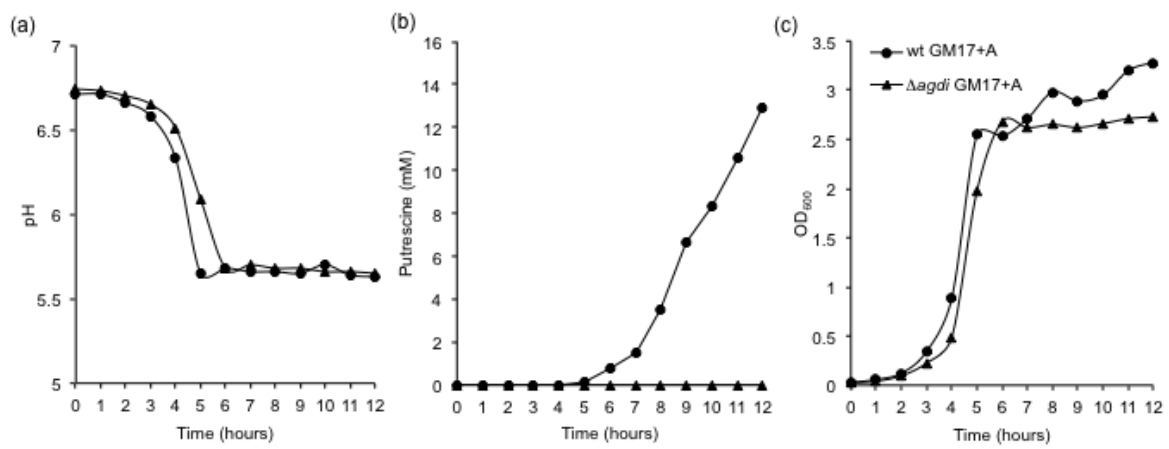 (a)
7
6.5
6
5.5
5
pH
0 1 2 3 4 5 6 7 8 9 10 11 12
Time (hours)
(b)
16
14
12
10
8
6
4
2
0
Putrescine (mM)
0 1 2 3 4 5 6 7 8 9 10 11 12
Time (hours)
(c)
3.5
3
2.5
2
1.5
1
0.5
0
OD600
wt GM17+A
Δagdi GM17+A
0 1 2 3 4 5 6 7 8 9 10 11 12
Time (hours)